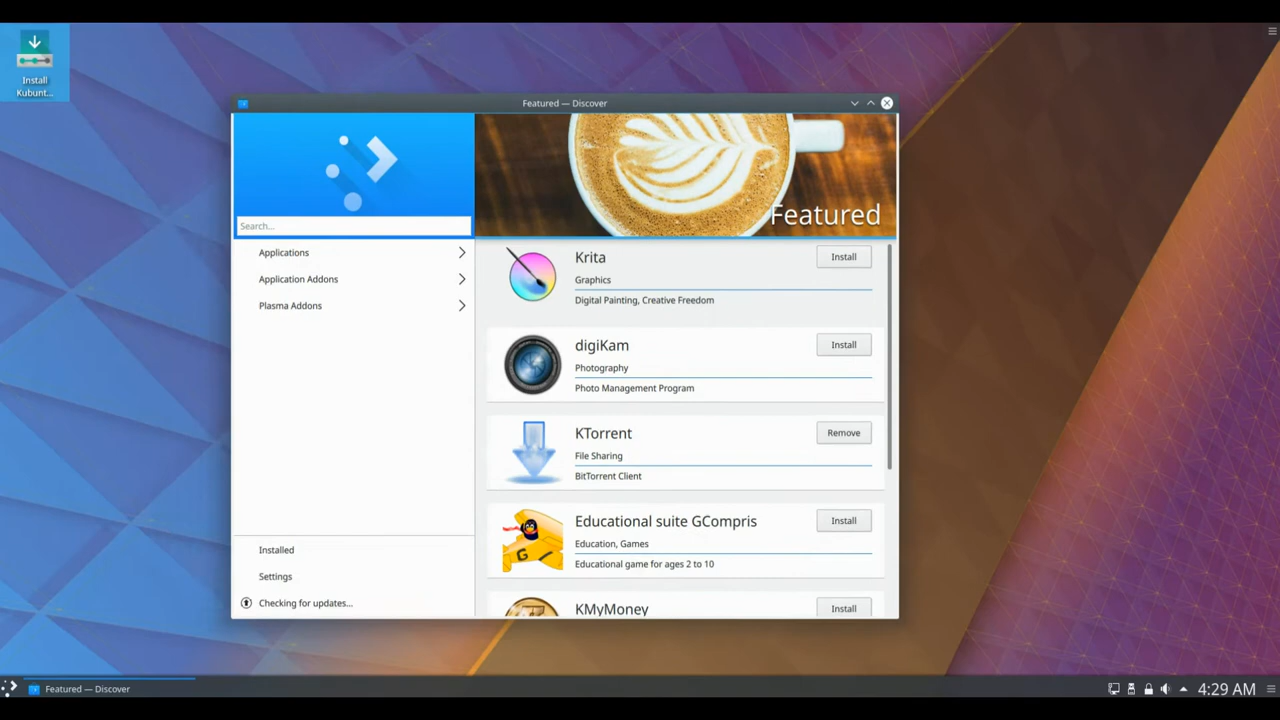 Install
Kubunt...
Featured — Discover
Search...
Applications
Application Addons
Plasma Addons
Installed
Settings
Checking for updates...
Featured
Krita
Install
Graphics
Digital Painting, Creative Freedom
digiKam
Install
Photography
Photo Management Program
KTorrent
Remove
File Sharing
BitTorrent Client
Educational suite GCompris
Install
Education, Games
Educational game for ages 2 to 10
G
KMyMoney
Install
Featured — Discover
4:29 AM